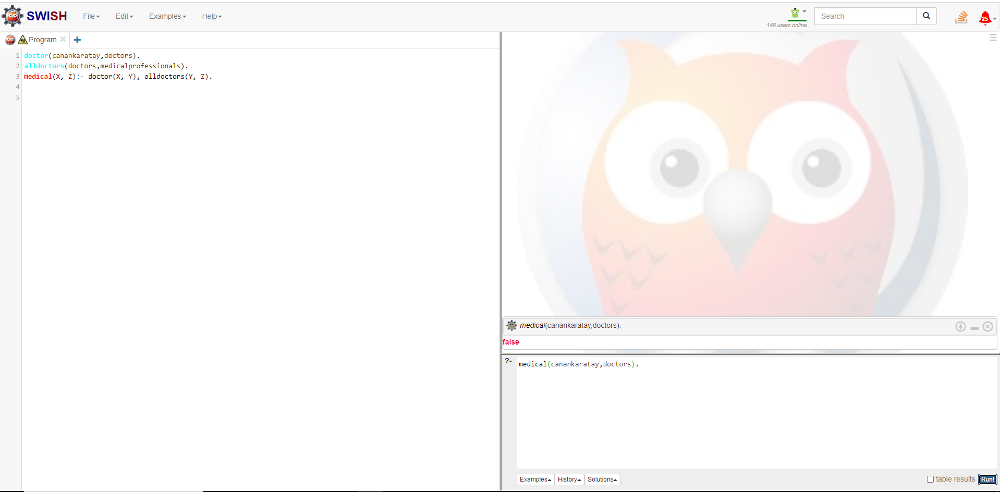 SWISH File Edit Examples Help 148 users online Search 25
Program
1 doctor(canankaratay,doctors).
2 alldoctors(doctors,medicalprofessionals).
3 medical(X, Z):- doctor(X, Y), alldoctors(Y, Z).
4
5
medical(canankaratay,doctors).
false
?- medical(canankaratay,doctors).
Examples History Solutions table results Run!